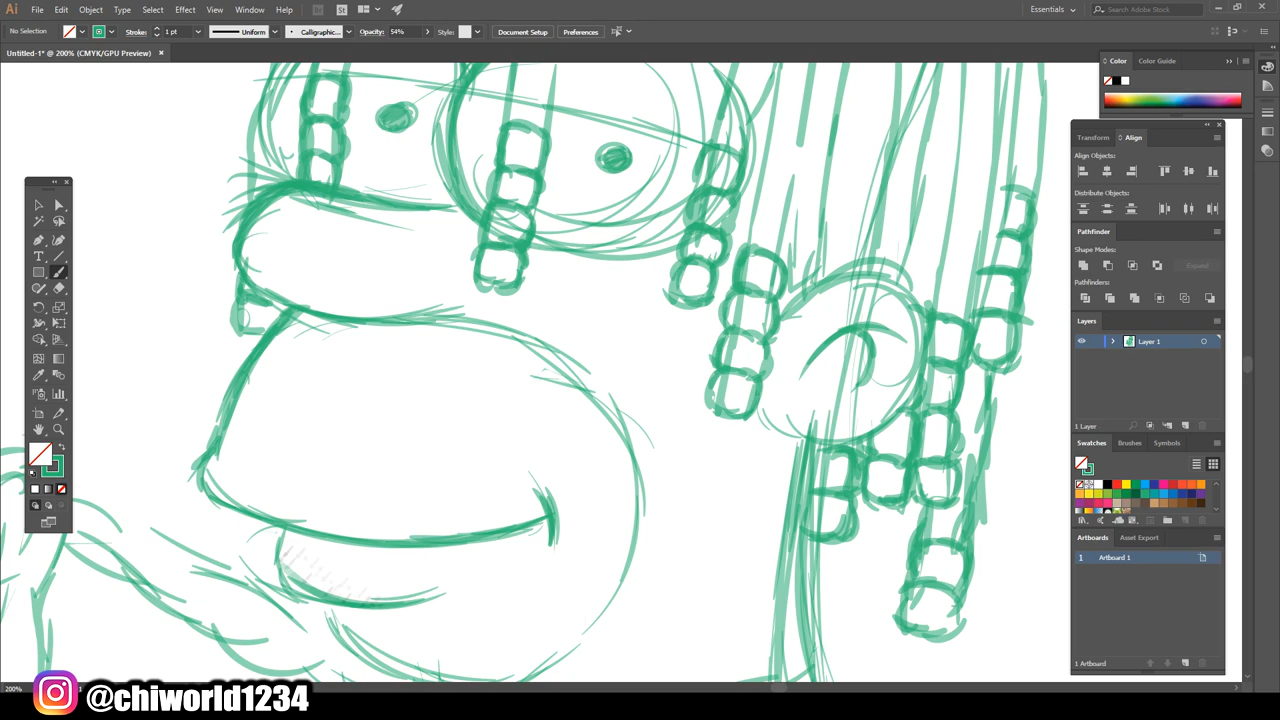 Ai File Edit Object Type Select Effect View Window Help Br St Essentials Search Adobe Stock
No Selection Stroke: 1 pt Uniform Calligraphic... Opacity: 54% Style: Document Setup Preferences
Untitled-1* @ 200% (CMYK/GPU Preview) ×
Color Color Guide
Transform Align
Align Objects:
Distribute Objects:
Pathfinder
Shape Modes:
Expand
Pathfinders:
Layers
Layer 1
1 Layer
Swatches Brushes Symbols
Artboards Asset Export
1 Artboard 1
1 Artboard
200%
@chiworld1234